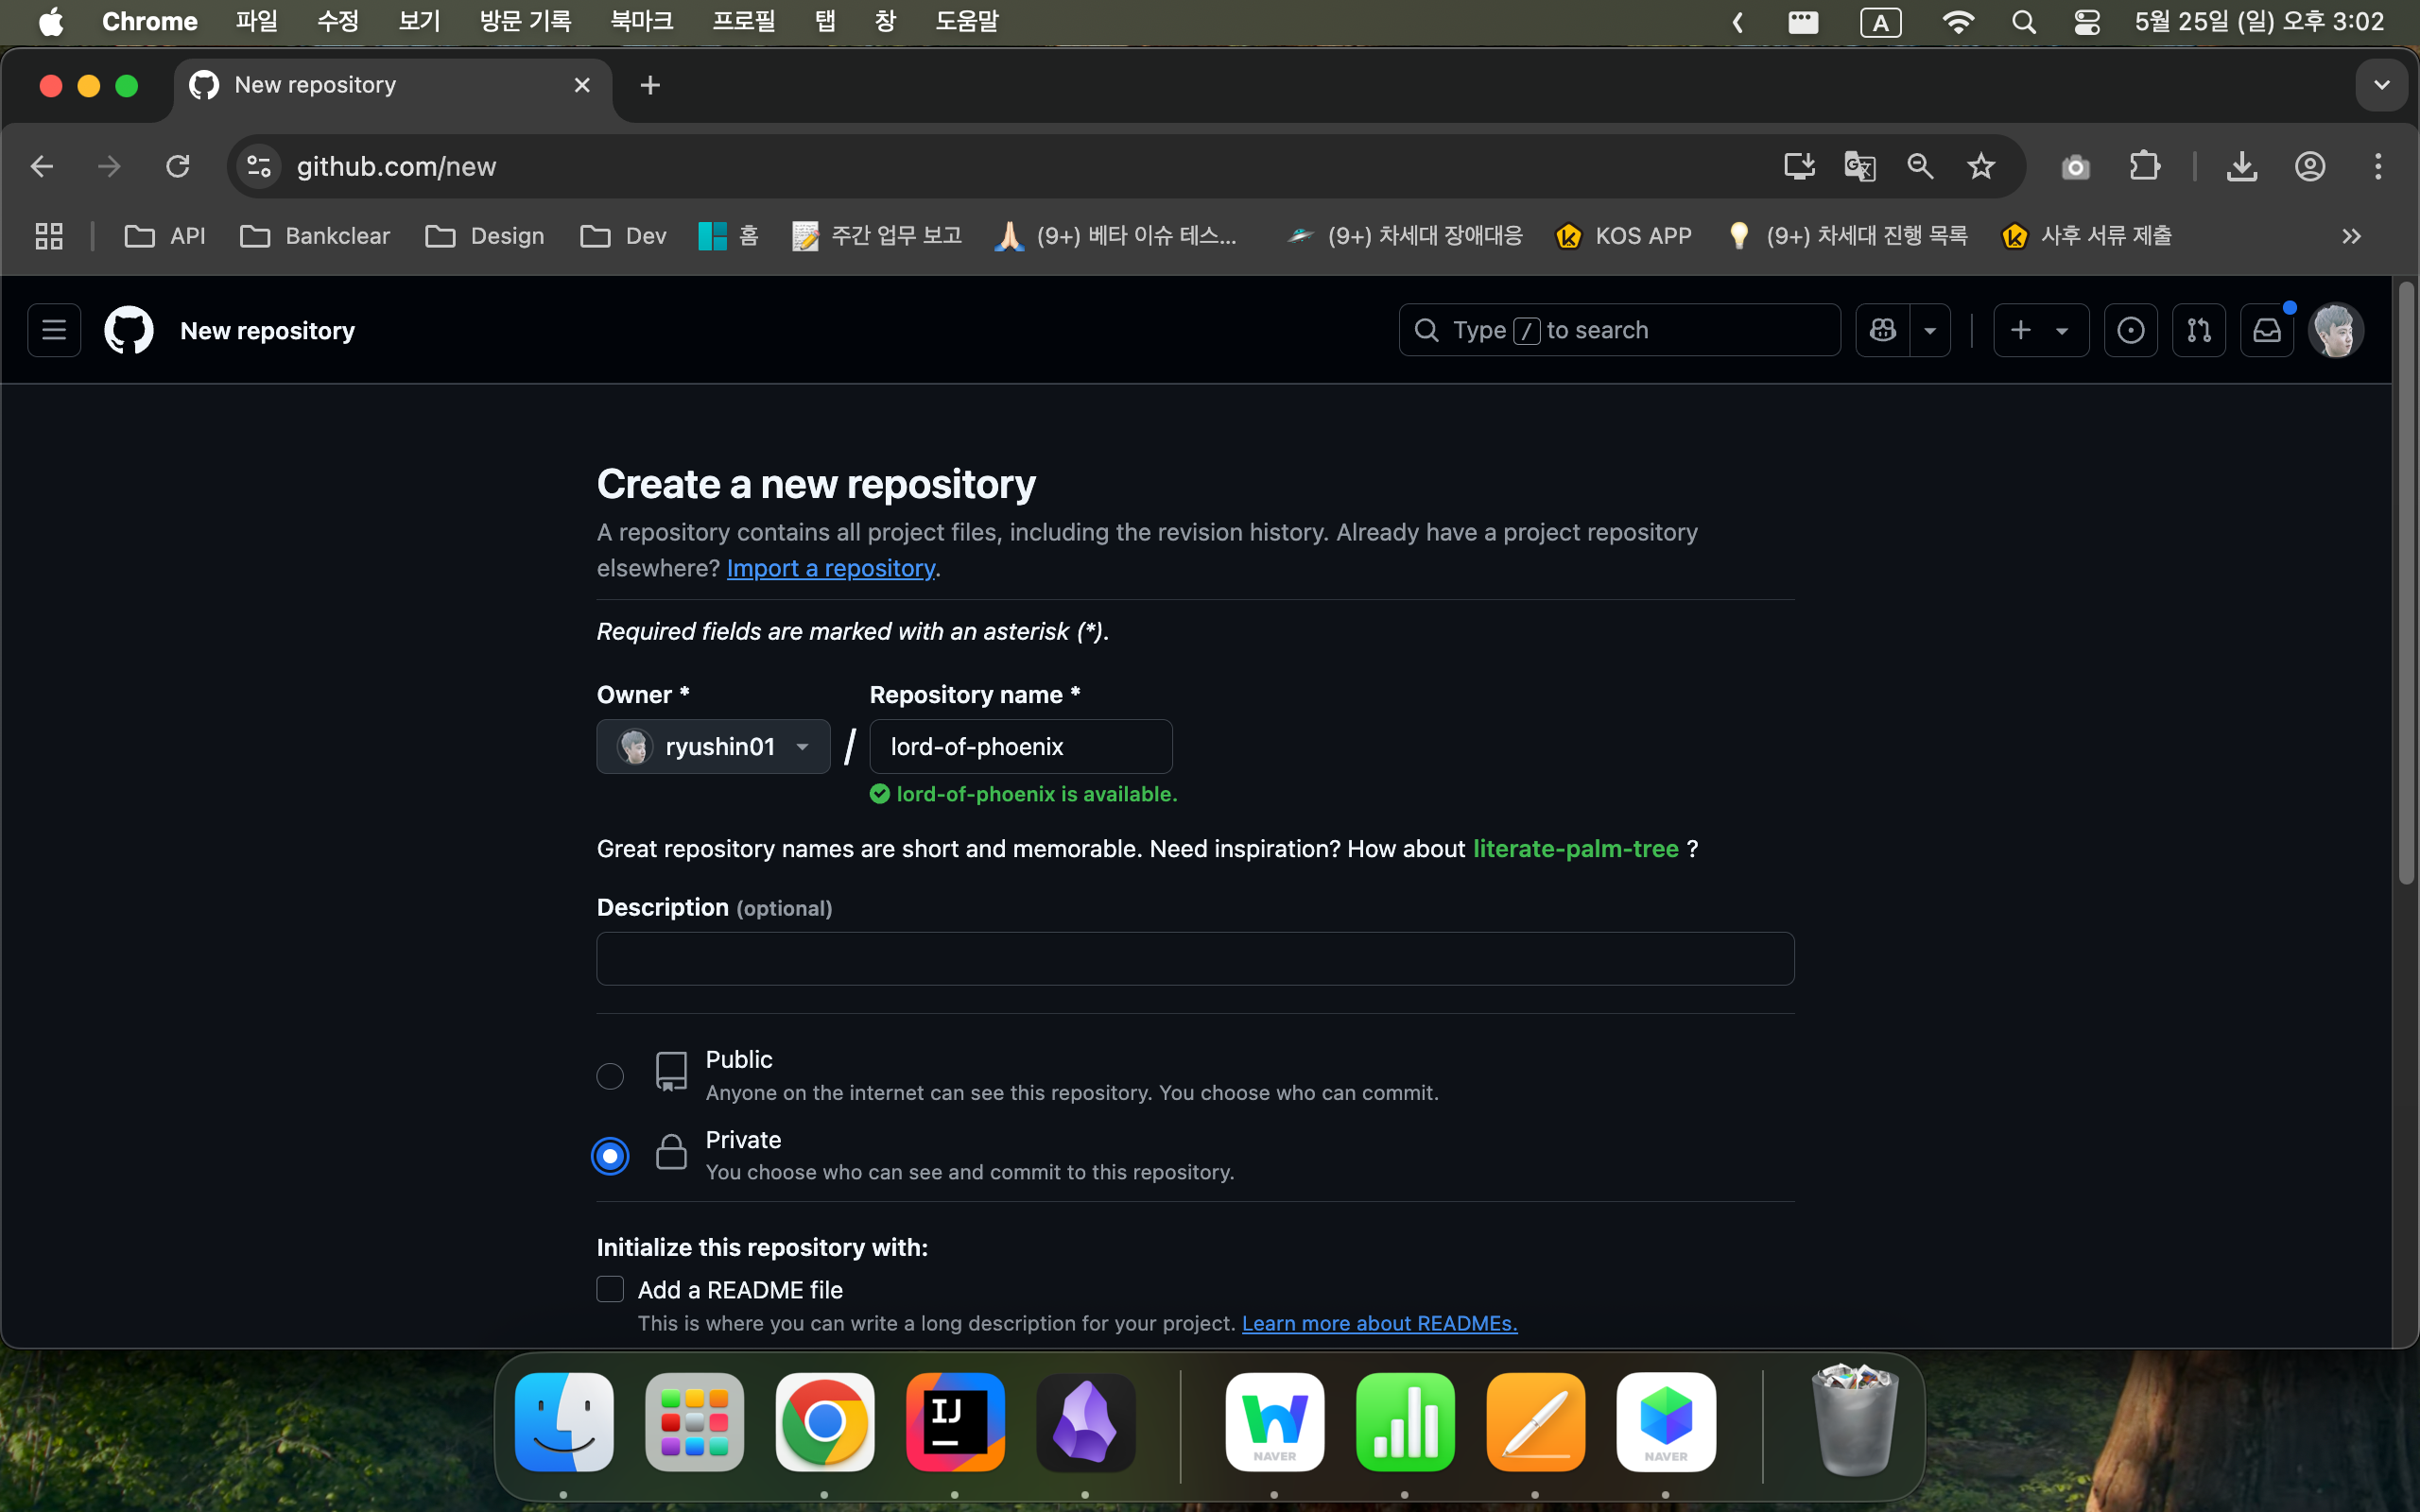 Chrome 파일 수정 보기 방문 기록 북마크 프로필 탭 창 도움말 A 5월 25일 (일) 오후 3:02
New repository
github.com/new
API Bankclear Design Dev 홈 주간 업무 보고 (9+) 베타 이슈 테스... (9+) 차세대 장애대응 KOS APP (9+) 차세대 진행 목록 사후 서류 제출
New repository Type / to search
Create a new repository
A repository contains all project files, including the revision history. Already have a project repository
elsewhere? Import a repository.
Required fields are marked with an asterisk (*).
Owner * Repository name *
ryushin01 / lord-of-phoenix
lord-of-phoenix is available.
Great repository names are short and memorable. Need inspiration? How about literate-palm-tree ?
Description (optional)
Public
Anyone on the internet can see this repository. You choose who can commit.
Private
You choose who can see and commit to this repository.
Initialize this repository with:
Add a README file
This is where you can write a long description for your project. Learn more about READMEs.
IJ NAVER NAVER